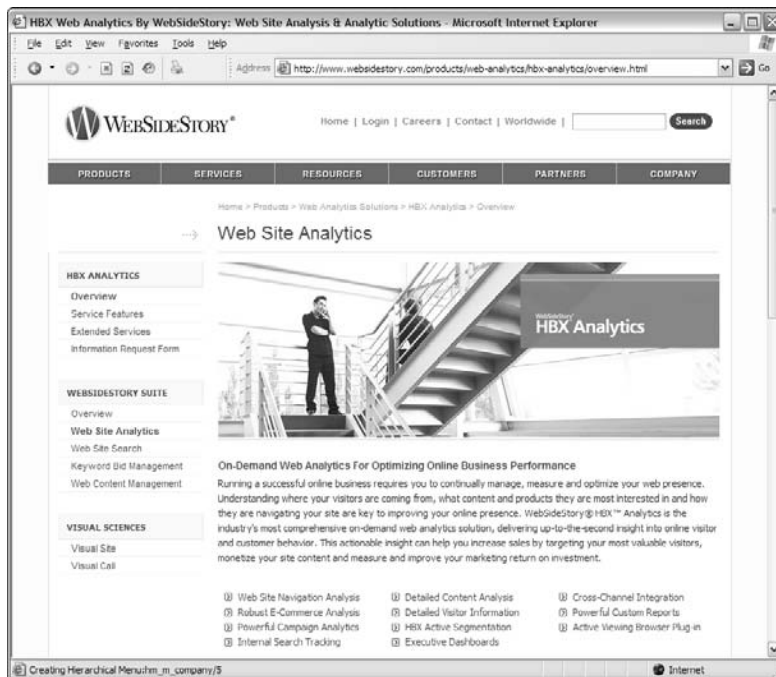 HBX Web Analytics By WebSideStory: Web Site Analysis & Analytic Solutions - Microsoft Internet Explorer
File Edit View Favorites Tools Help
Address http://www.websidestory.com/products/web-analytics/hbx-analytics/overview.html Go
WEBSIDESTORY®
Home | Login | Careers | Contact | Worldwide | Search
PRODUCTS SERVICES RESOURCES CUSTOMERS PARTNERS COMPANY
Home > Products > Web Analytics Solutions > HBX Analytics > Overview
Web Site Analytics
HBX ANALYTICS
Overview
Service Features
Extended Services
Information Request Form
WEBSIDESTORY SUITE
Overview
Web Site Analytics
Web Site Search
Keyword Bid Management
Web Content Management
VISUAL SCIENCES
Visual Site
Visual Call
WebSideStory
HBX Analytics
On-Demand Web Analytics For Optimizing Online Business Performance
Running a successful online business requires you to continually manage, measure and optimize your web presence.
Understanding where your visitors are coming from, what content and products they are most interested in and how
they are navigating your site are key to improving your online presence. WebSideStory® HBX™ Analytics is the
industry's most comprehensive on-demand web analytics solution, delivering up-to-the-second insight into online visitor
and customer behavior. This actionable insight can help you increase sales by targeting your most valuable visitors,
monetize your site content and measure and improve your marketing return on investment.
Web Site Navigation Analysis Detailed Content Analysis Cross-Channel Integration
Robust E-Commerce Analysis Detailed Visitor Information Powerful Custom Reports
Powerful Campaign Analytics HBX Active Segmentation Active Viewing Browser Plug-in
Internal Search Tracking Executive Dashboards
Creating Hierarchical Menu:hm_m_company/5 Internet